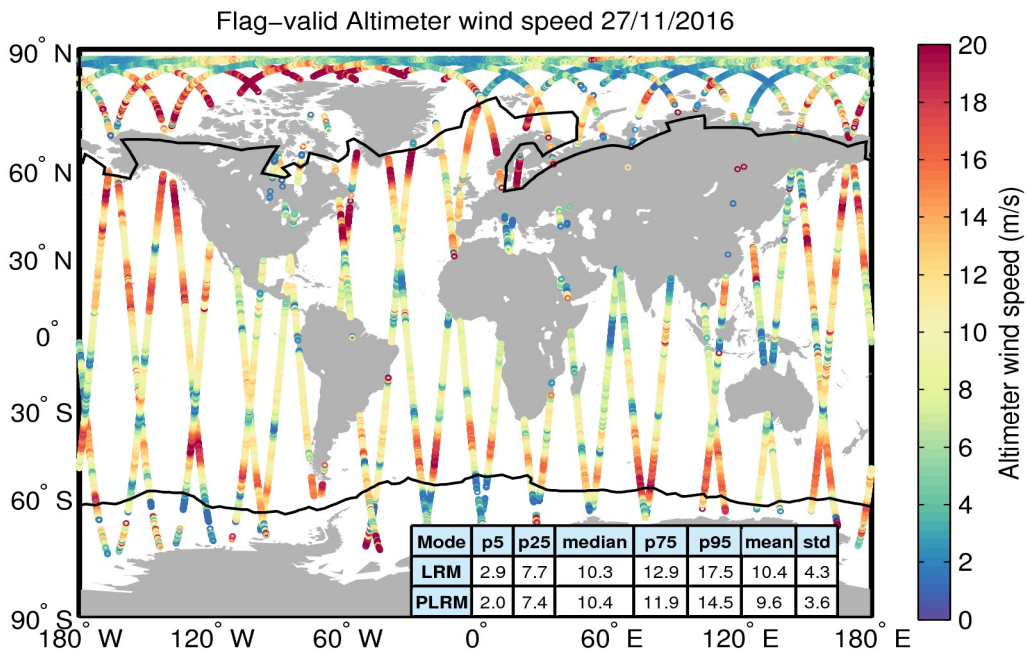 Flag−valid Altimeter wind speed 27/11/2016
90° N
60° N
30° N
0°
30° S
60° S
90° S
180° W
120° W
60° W
0°
60° E
120° E
180° E
Mode p5 p25 median p75 p95 mean std
LRM 2.9 7.7 10.3 12.9 17.5 10.4 4.3
PLRM 2.0 7.4 10.4 11.9 14.5 9.6 3.6
20
18
16
14
12
10
8
6
4
2
0
Altimeter wind speed (m/s)